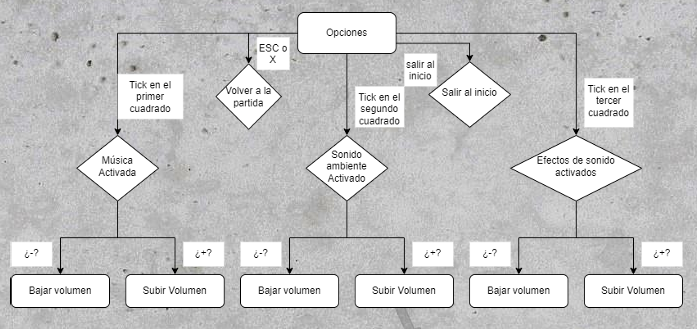 Opciones
ESC o
X
salir al
inicio
Tick en el
primer
cuadrado
Volver a la
partida
Tick en el
segundo
cuadrado
Salir al inicio
Tick en el
tercer
cuadrado
Música
Activada
Sonido
ambiente
Activado
Efectos de sonido
activados
¿-?
¿+?
¿-?
¿+?
¿-?
¿+?
Bajar volumen
Subir Volumen
Bajar volumen
Subir Volumen
Bajar volumen
Subir Volumen